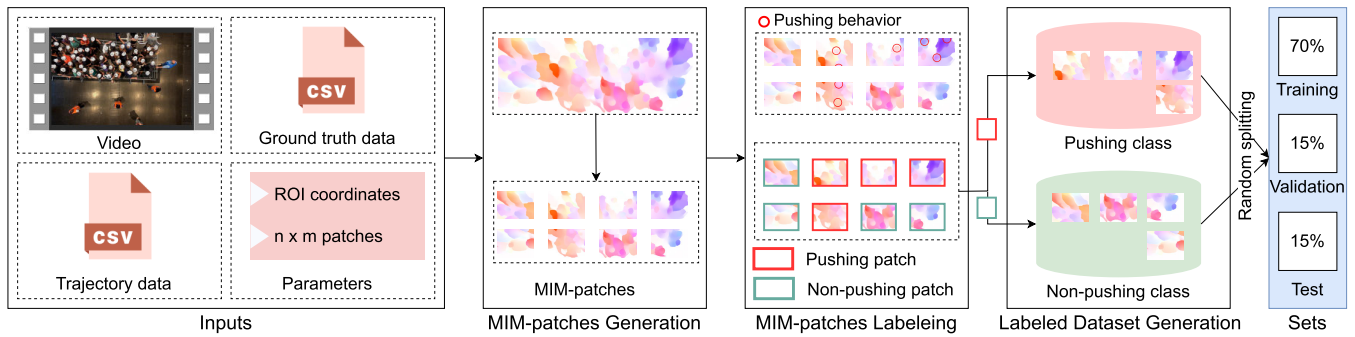 CSV
Video
Ground truth data
CSV
Trajectory data
ROI coordinates
n x m patches
Parameters
Inputs
MIM-patches
MIM-patches Generation
Pushing behavior
Pushing patch
Non-pushing patch
MIM-patches Labeleing
Pushing class
Non-pushing class
Labeled Dataset Generation
Random splitting
70%
Training
15%
Validation
15%
Test
Sets